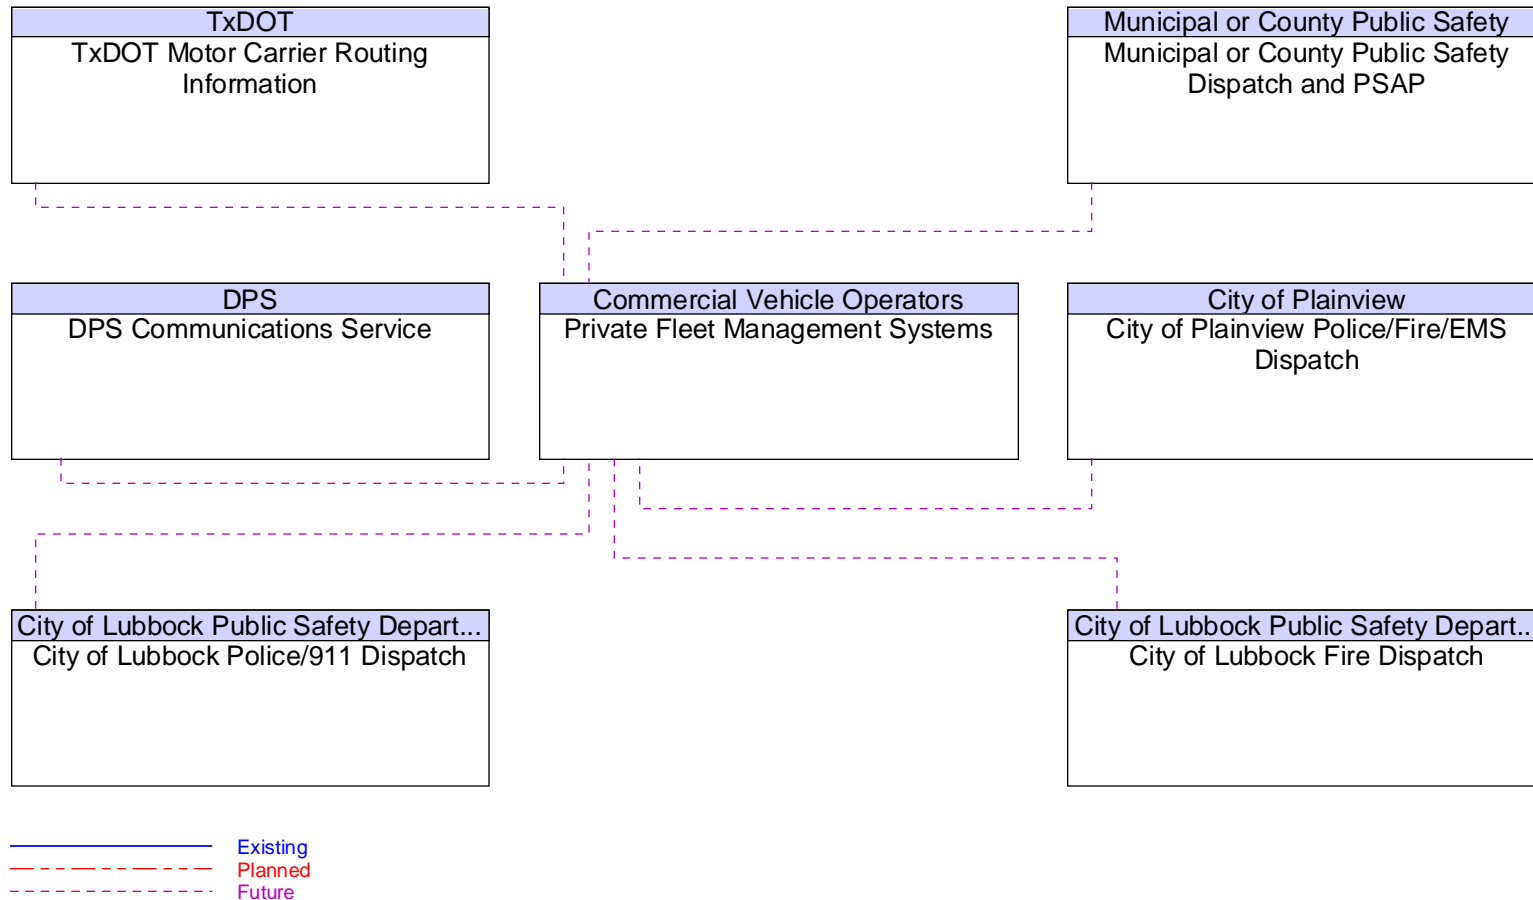 TxDOT
TxDOT Motor Carrier Routing
Information
Municipal or County Public Safety
Municipal or County Public Safety
Dispatch and PSAP
DPS
DPS Communications Service
Commercial Vehicle Operators
Private Fleet Management Systems
City of Plainview
City of Plainview Police/Fire/EMS
Dispatch
City of Lubbock Public Safety Depart...
City of Lubbock Police/911 Dispatch
City of Lubbock Public Safety Depart...
City of Lubbock Fire Dispatch
Existing
Planned
Future